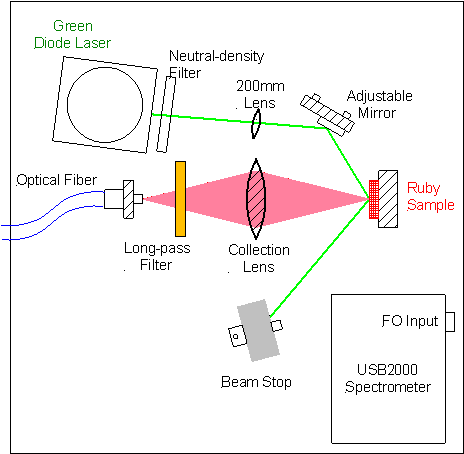 Green
Diode Laser
Neutral-density
Filter
200mm
Lens
Adjustable
Mirror
Optical Fiber
Ruby
Sample
Long-pass
Filter
Collection
Lens
FO Input
USB2000
Spectrometer
Beam Stop